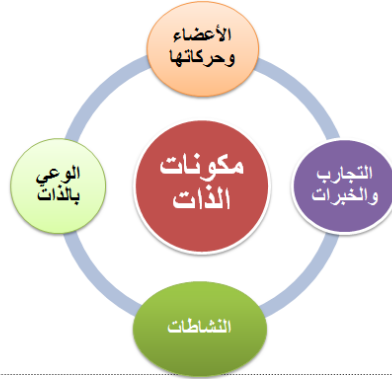 الأعضاء
وحركاتها
مكونات
الذات
التجارب
والخبرات
النشاطات
الوعي
بالذات